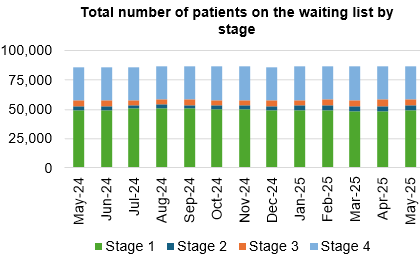 Total number of patients on the waiting list by
stage
100,000
75,000
50,000
25,000
0
May-24
Jun-24
Jul-24
Aug-24
Sep-24
Oct-24
Nov-24
Dec-24
Jan-25
Feb-25
Mar-25
Apr-25
May-25
Stage 1 Stage 2 Stage 3 Stage 4